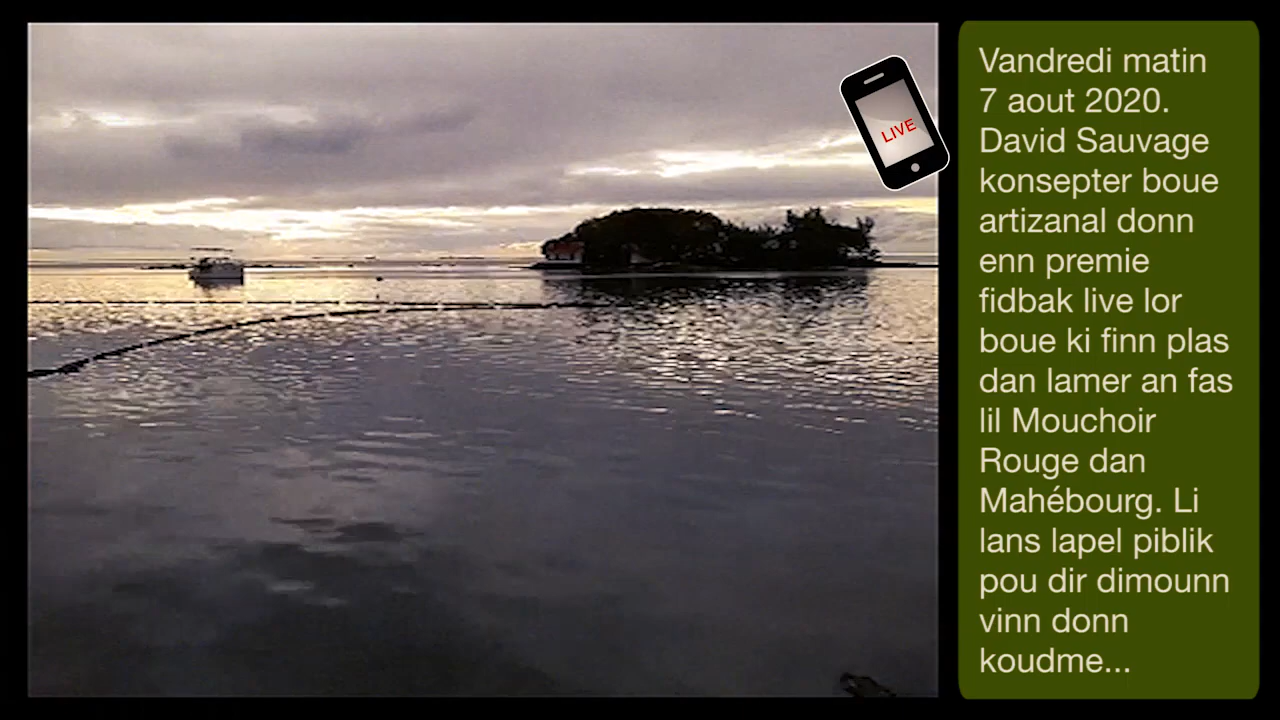 LIVE
Vandredi matin
7 aout 2020.
David Sauvage
konsepter boue
artizanal donn
enn premie
fidbak live lor
boue ki finn plas
dan lamer an fas
lil Mouchoir
Rouge dan
Mahébourg. Li
lans lapel piblik
pou dir dimounn
vinn donn
koudme...